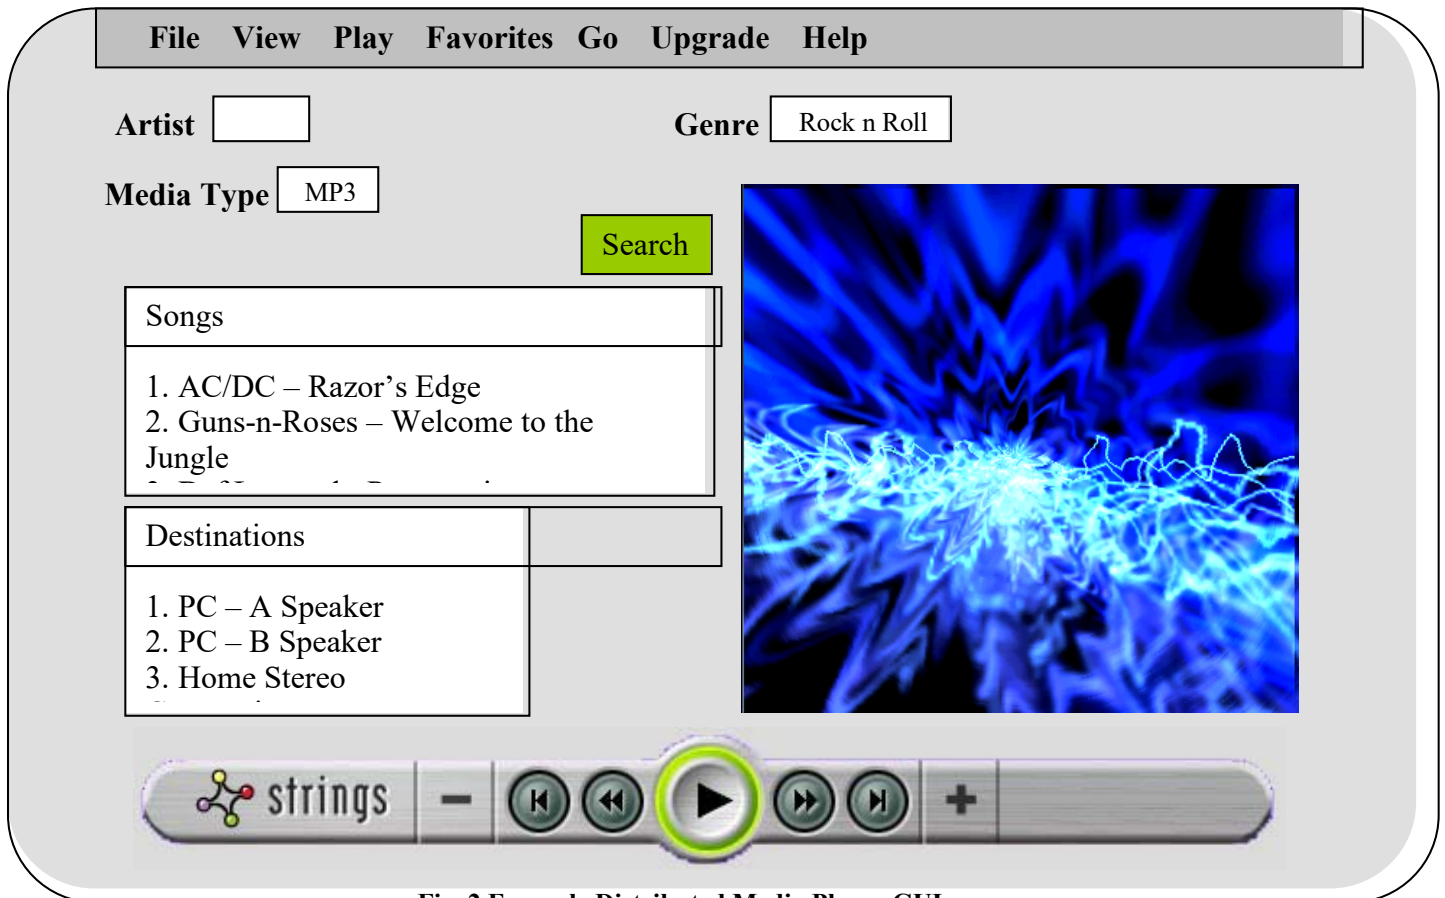 File View Play Favorites Go Upgrade Help
Artist
Genre Rock n Roll
Media Type MP3
Search
Songs
1. AC/DC – Razor’s Edge
2. Guns-n-Roses – Welcome to the
Jungle
Destinations
1. PC – A Speaker
2. PC – B Speaker
3. Home Stereo
strings